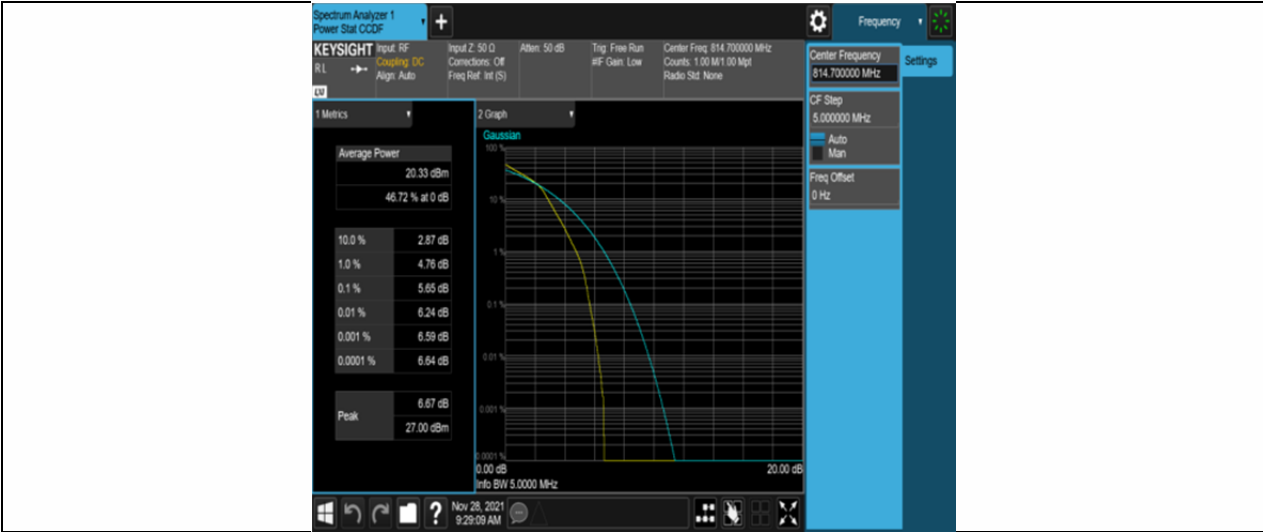 Spectrum Analyzer 1
Power Stat CCDF
+
Frequency
KEYSIGHT
RL
LV
Input: RF
Coupling: DC
Align: Auto
Input Z: 50 Ω
Corrections: Off
Freq Ref: Int (S)
Atten: 50 dB
Trig: Free Run
#IF Gain: Low
Center Freq: 814.700000 MHz
Counts: 1.00 M/1.00 Mpt
Radio Std: None
Center Frequency
814.700000 MHz
Settings
CF Step
5.000000 MHz
Auto
Man
Freq Offset
0 Hz
1 Metrics
Average Power
20.33 dBm
46.72 % at 0 dB
10.0 % 2.87 dB
1.0 % 4.76 dB
0.1 % 5.65 dB
0.01 % 6.24 dB
0.001 % 6.59 dB
0.0001 % 6.64 dB
Peak
6.67 dB
27.00 dBm
2 Graph
Gaussian
100 %
10 %
1 %
0.1 %
0.01 %
0.001 %
0.0001 %
0.00 dB 20.00 dB
Info BW 5.0000 MHz
?
Nov 28, 2021
9:29:09 AM